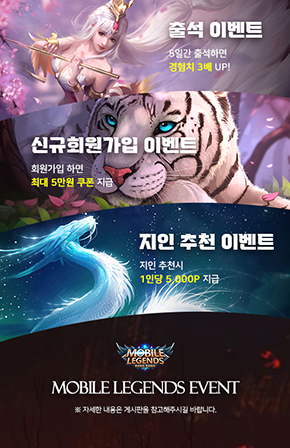 출석 이벤트
5일간 출석하면
경험치 3배 UP!
신규회원가입 이벤트
회원가입 하면
최대 5만원 쿠폰 지급
지인 추천 이벤트
지인 추천시
1인당 5,000P 지급
MOBILE
LEGENDS
BANG BANG
MOBILE LEGENDS EVENT
※ 자세한 내용은 게시판을 참고해주시길 바랍니다.